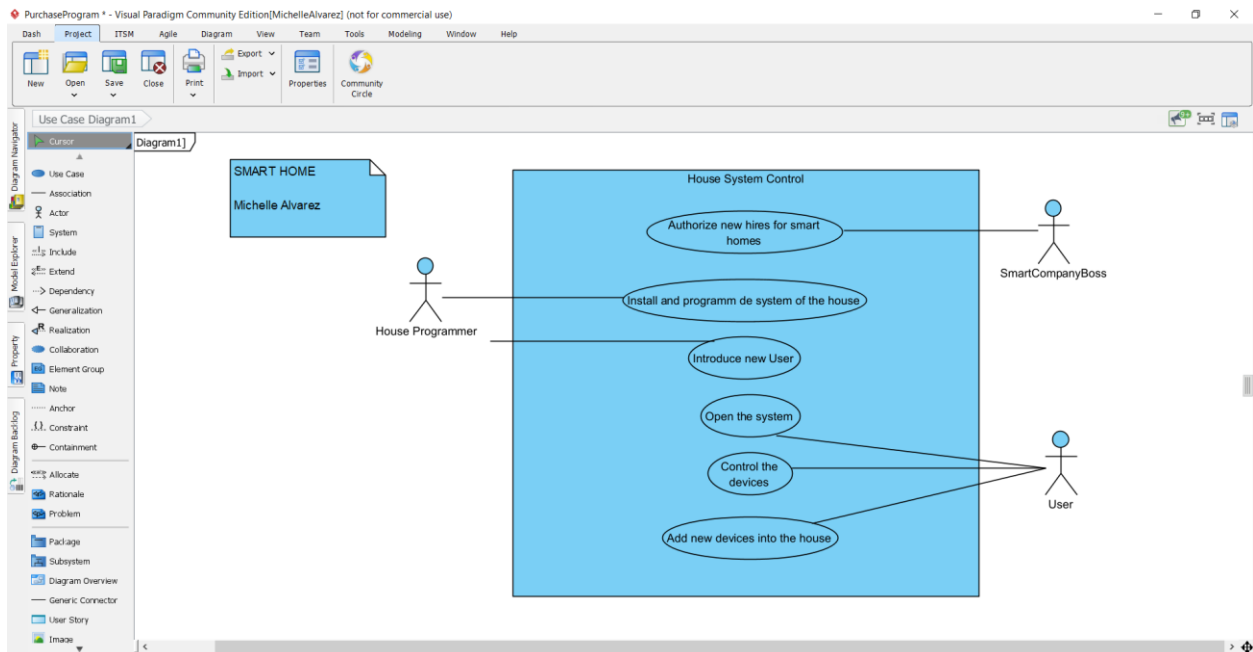 PurchaseProgram * - Visual Paradigm Community Edition[MichelleAlvarez] (not for commercial use)
Dash Project ITSM Agile Diagram View Team Tools Modeling Window Help
New Open Save Close Print Export Import Properties Community Circle
Use Case Diagram1
Diagram Navigator
Model Explorer
Property
Diagram Backlog
Cursor
Use Case
Association
Actor
System
Include
Extend
Dependency
Generalization
Realization
Collaboration
Element Group
Note
Anchor
Constraint
Containment
Allocate
Rationale
Problem
Package
Subsystem
Diagram Overview
Generic Connector
User Story
Image
Diagram1]
SMART HOME
Michelle Alvarez
House System Control
Authorize new hires for smart
homes
SmartCompanyBoss
Install and programm de system of the house
House Programmer
Introduce new User
Open the system
Control the
devices
User
Add new devices into the house